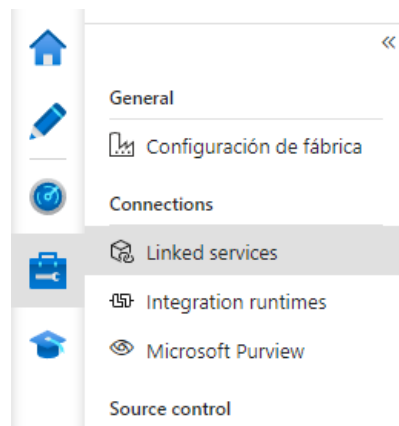 General
Configuración de fábrica
Connections
Linked services
Integration runtimes
Microsoft Purview
Source control